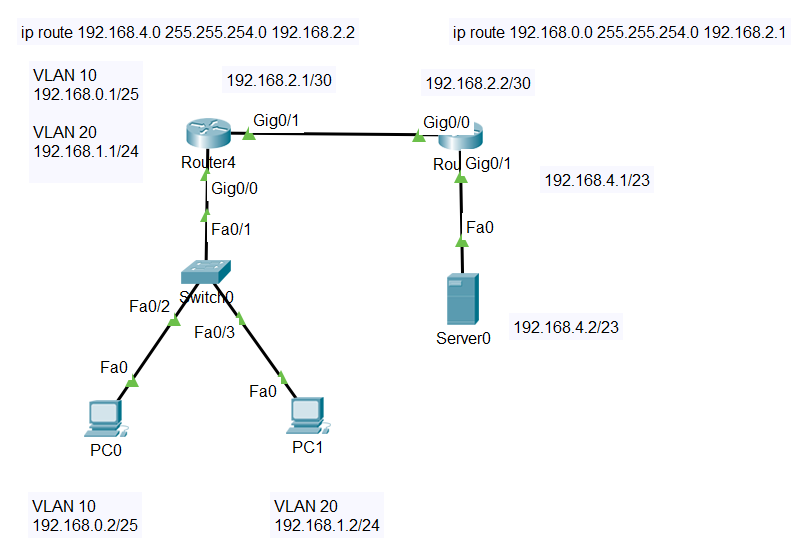 ip route 192.168.4.0 255.255.254.0 192.168.2.2
ip route 192.168.0.0 255.255.254.0 192.168.2.1
VLAN 10
192.168.0.1/25
VLAN 20
192.168.1.1/24
192.168.2.1/30
192.168.2.2/30
Gig0/1
Gig0/0
Router4
Rou
Gig0/1
Gig0/0
192.168.4.1/23
Fa0/1
Fa0
Switch0
Fa0/2
Fa0/3
192.168.4.2/23
Server0
Fa0
Fa0
PC0
PC1
VLAN 10
192.168.0.2/25
VLAN 20
192.168.1.2/24